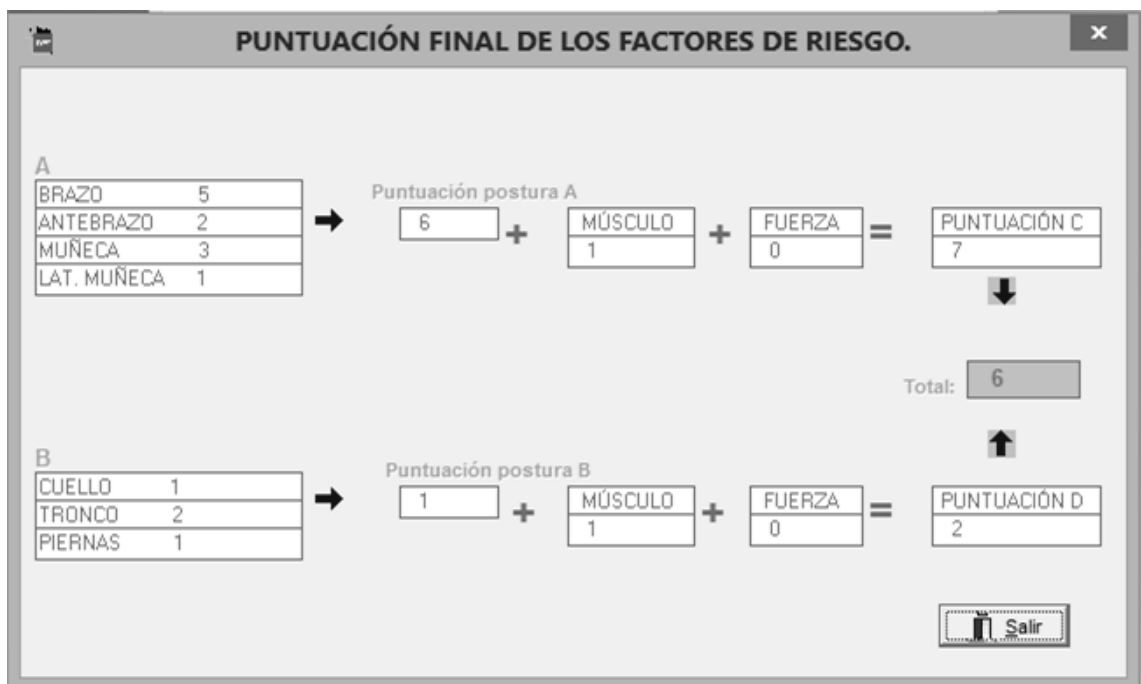 PUNTUACIÓN FINAL DE LOS FACTORES DE RIESGO.
x
A
BRAZO 5
ANTEBRAZO 2
MUÑECA 3
LAT. MUÑECA 1
Puntuación postura A
6 + MÚSCULO + FUERZA = PUNTUACIÓN C
1 0 7
Total: 6
B
CUELLO 1
TRONCO 2
PIERNAS 1
Puntuación postura B
1 + MÚSCULO + FUERZA = PUNTUACIÓN D
1 0 2
Salir